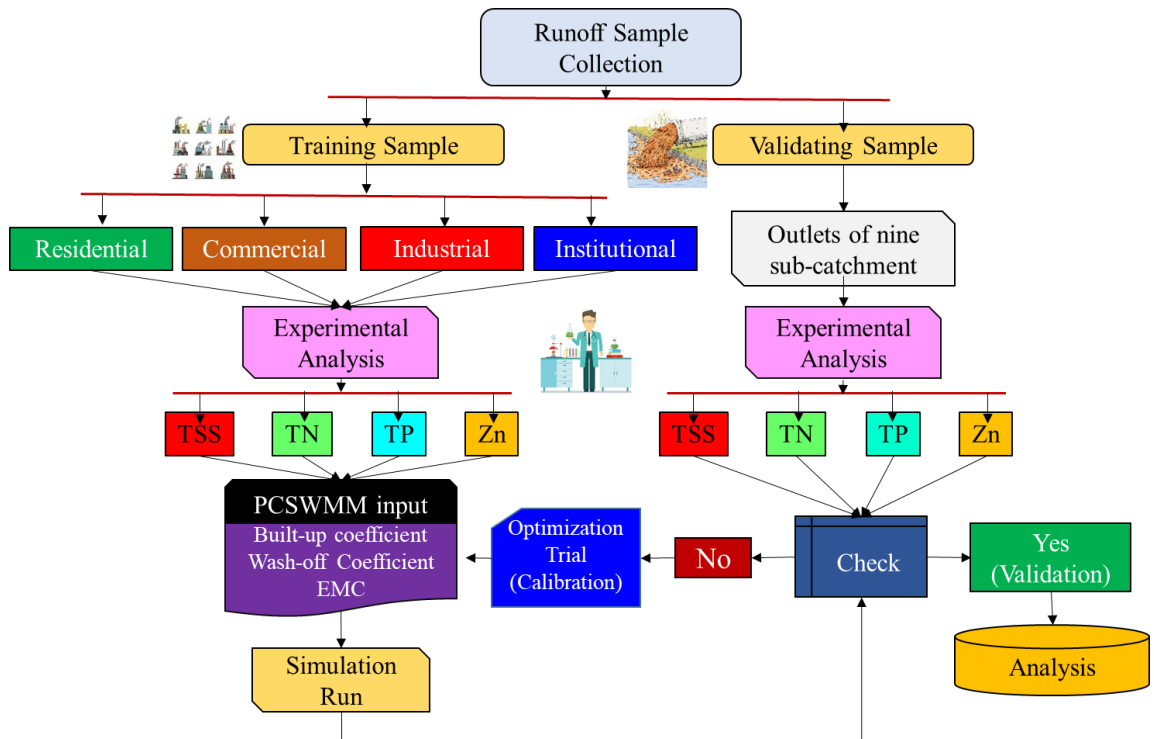 Runoff Sample
Collection
Training Sample
Validating Sample
Residential
Commercial
Industrial
Institutional
Outlets of nine
sub-catchment
Experimental
Analysis
Experimental
Analysis
TSS
TN
TP
Zn
TSS
TN
TP
Zn
PCSWMM input
Built-up coefficient
Wash-off Coefficient
EMC
Optimization
Trial
(Calibration)
No
Check
Yes
(Validation)
Simulation
Run
Analysis